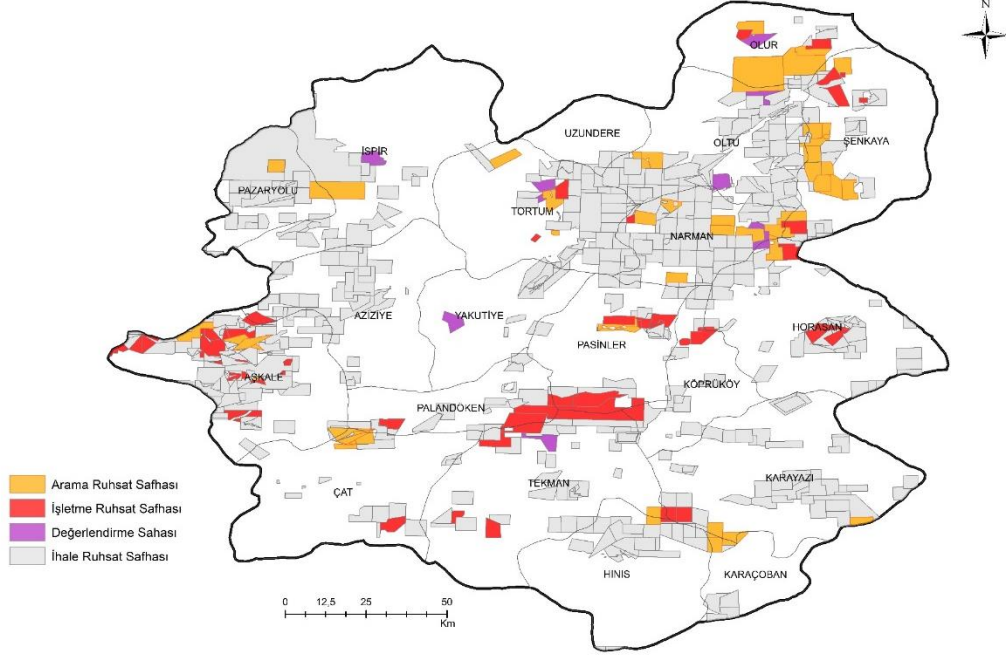 N
OLUR
UZUNDERE
OLTU
ŞENKAYA
İSPİR
PAZARYOLU
TORTUM
NARMAN
AZİZİYE
YAKUTİYE
PASİNLER
HORASAN
AŞKALE
KÖPRÜKÖY
PALANDÖKEN
ÇAT
TEKMAN
KARAYAZI
HINIS
KARAÇOBAN
Arama Ruhsat Safhası
İşletme Ruhsat Safhası
Değerlendirme Sahası
İhale Ruhsat Safhası
0 12,5 25 50
Km